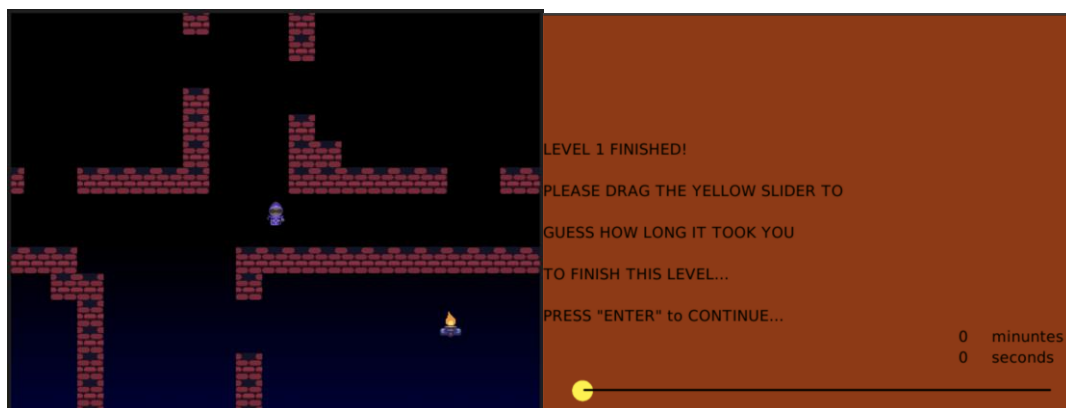 LEVEL 1 FINISHED!
PLEASE DRAG THE YELLOW SLIDER TO
GUESS HOW LONG IT TOOK YOU
TO FINISH THIS LEVEL...
PRESS "ENTER" to CONTINUE...
0 minuntes
0 seconds